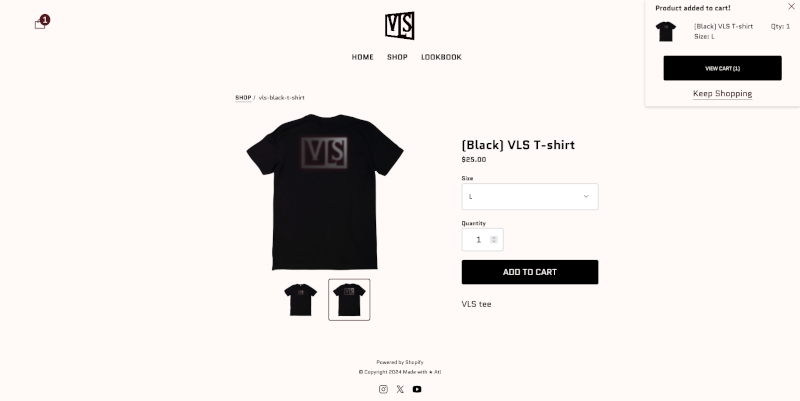 1
VLS
HOME SHOP LOOKBOOK
Product added to cart!
[Black] VLS T-shirt Qty: 1
Size: L
VIEW CART (1)
Keep Shopping
SHOP / vls-black-t-shirt
VLS
[Black] VLS T-shirt
$25.00
Size
L
Quantity
1
ADD TO CART
VLS tee
Powered by Shopify
© Copyright 2024 Made with ★ Atl